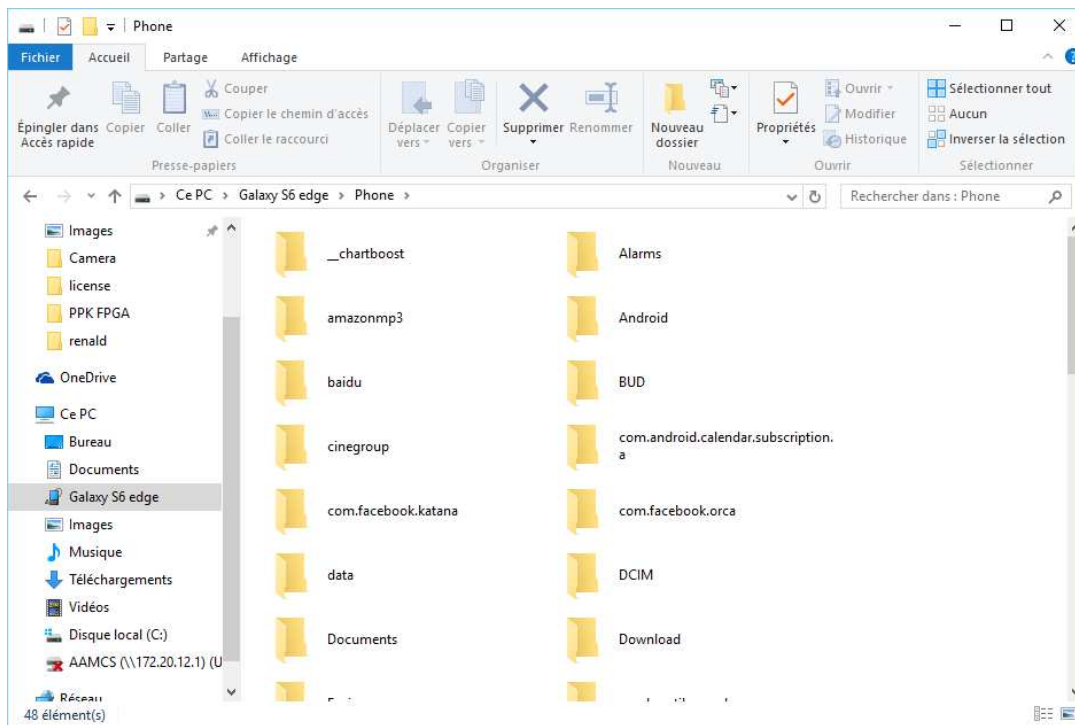 Phone
Fichier Accueil Partage Affichage
Épingler dans
Accès rapide
Copier
Coller
Couper
Copier le chemin d'accès
Coller le raccourci
Presse-papiers
Déplacer
vers
Copier
vers
Supprimer
Renommer
Organiser
Nouveau
dossier
Nouveau
Propriétés
Ouvrir
Modifier
Historique
Ouvrir
Sélectionner tout
Aucun
Inverser la sélection
Sélectionner
Ce PC > Galaxy S6 edge > Phone >
Rechercher dans : Phone
Images
Camera
license
PPK FPGA
renald
OneDrive
Ce PC
Bureau
Documents
Galaxy S6 edge
Images
Musique
Téléchargements
Vidéos
Disque local (C:)
AAMCS (\\172.20.12.1) (U
Réseau
__chartboost
Alarms
amazonmp3
Android
baidu
BUD
cinegroup
com.android.calendar.subscription.
a
com.facebook.katana
com.facebook.orca
data
DCIM
Documents
Download
48 élément(s)